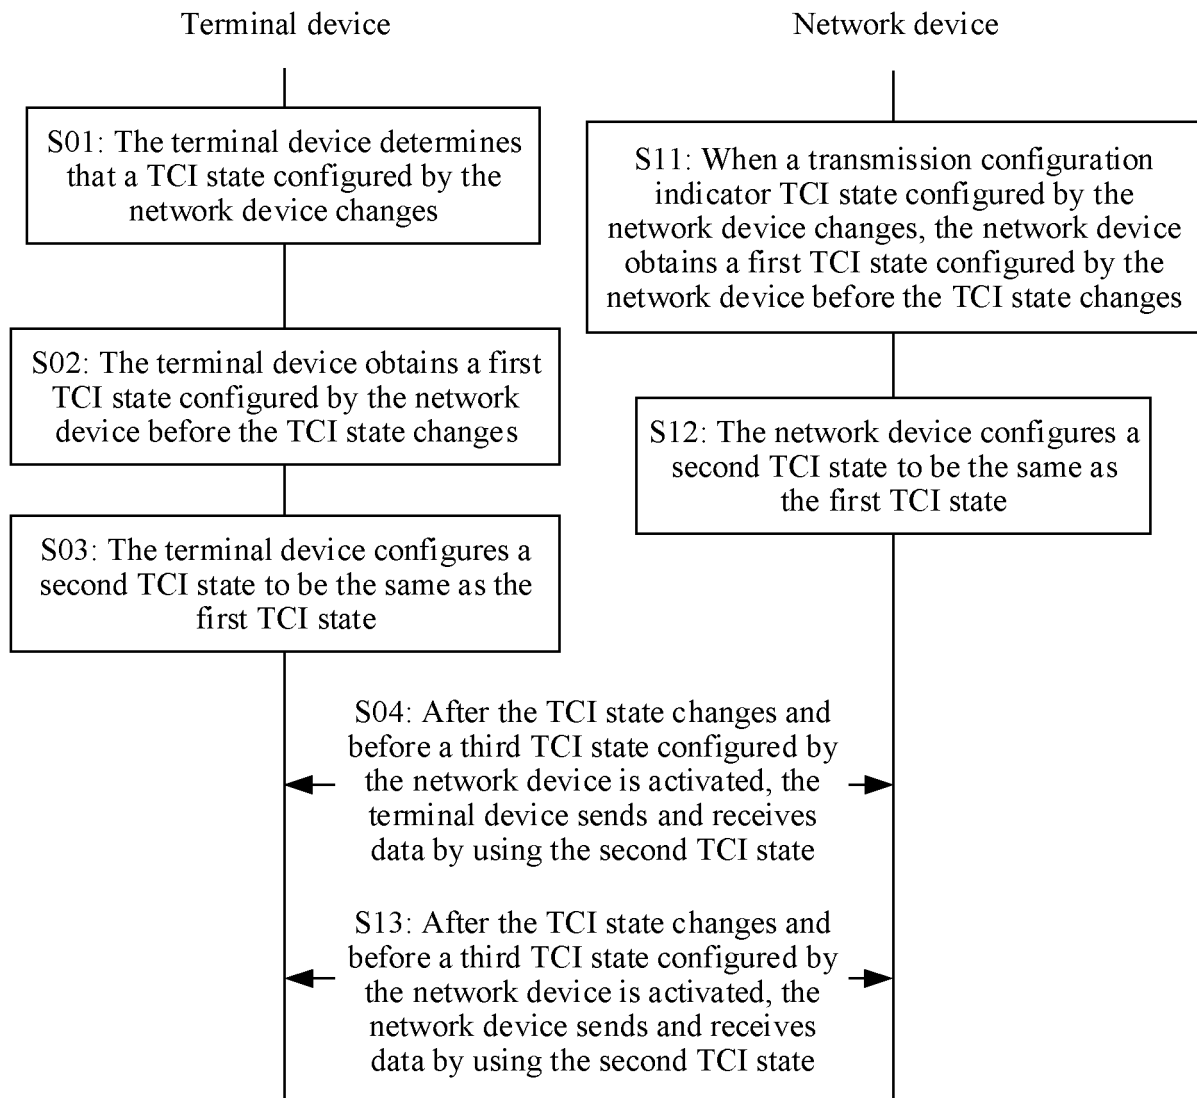 Terminal device
Network device
S01: The terminal device determines
that a TCI state configured by the
network device changes
S11: When a transmission configuration
indicator TCI state configured by the
network device changes, the network device
obtains a first TCI state configured by the
network device before the TCI state changes
S02: The terminal device obtains a first
TCI state configured by the network
device before the TCI state changes
S12: The network device configures a
second TCI state to be the same as
the first TCI state
S03: The terminal device configures a
second TCI state to be the same as the
first TCI state
S04: After the TCI state changes and
before a third TCI state configured by
the network device is activated, the
terminal device sends and receives
data by using the second TCI state
S13: After the TCI state changes and
before a third TCI state configured by
the network device is activated, the
network device sends and receives
data by using the second TCI state